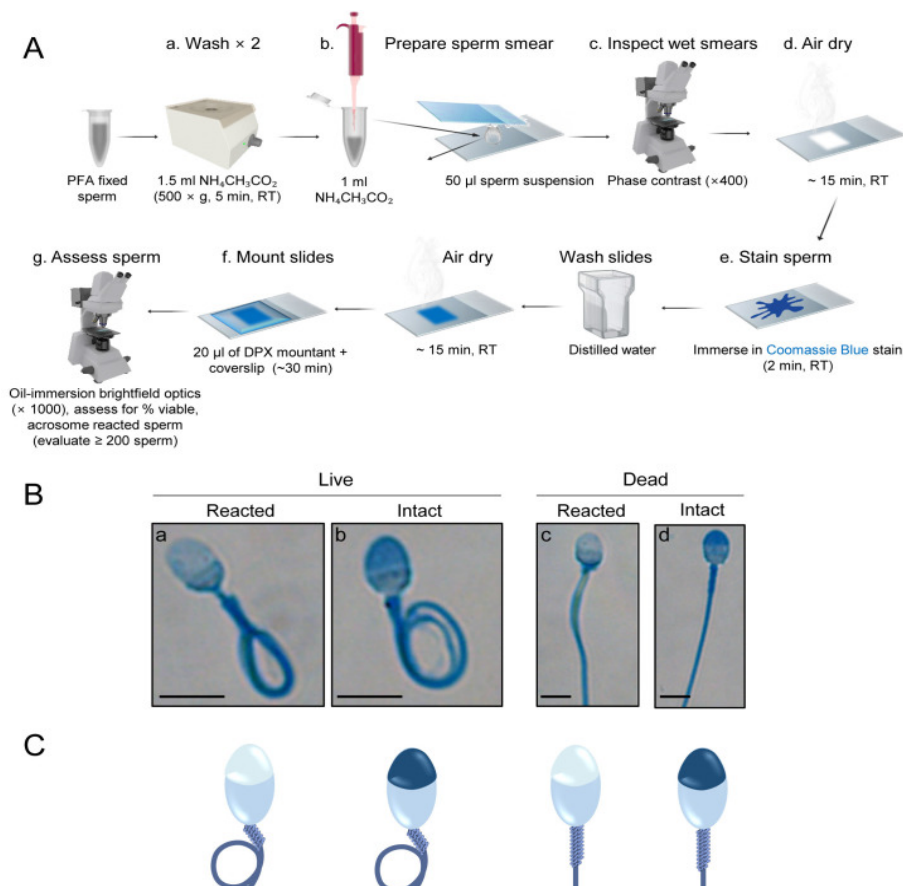 A
a. Wash × 2
b.
Prepare sperm smear
c. Inspect wet smears
d. Air dry
PFA fixed
sperm
1.5 ml NH₄CH₃CO₂
(500 × g, 5 min, RT)
1 ml
NH₄CH₃CO₂
50 µl sperm suspension
Phase contrast (×400)
~ 15 min, RT
g. Assess sperm
f. Mount slides
Air dry
Wash slides
e. Stain sperm
Oil-immersion brightfield optics
(× 1000), assess for % viable,
acrosome reacted sperm
(evaluate ≥ 200 sperm)
20 µl of DPX mountant +
coverslip (~30 min)
~ 15 min, RT
Distilled water
Immerse in Coomassie Blue stain
(2 min, RT)
B
Live
Dead
Reacted
Intact
Reacted
Intact
a
b
c
d
C